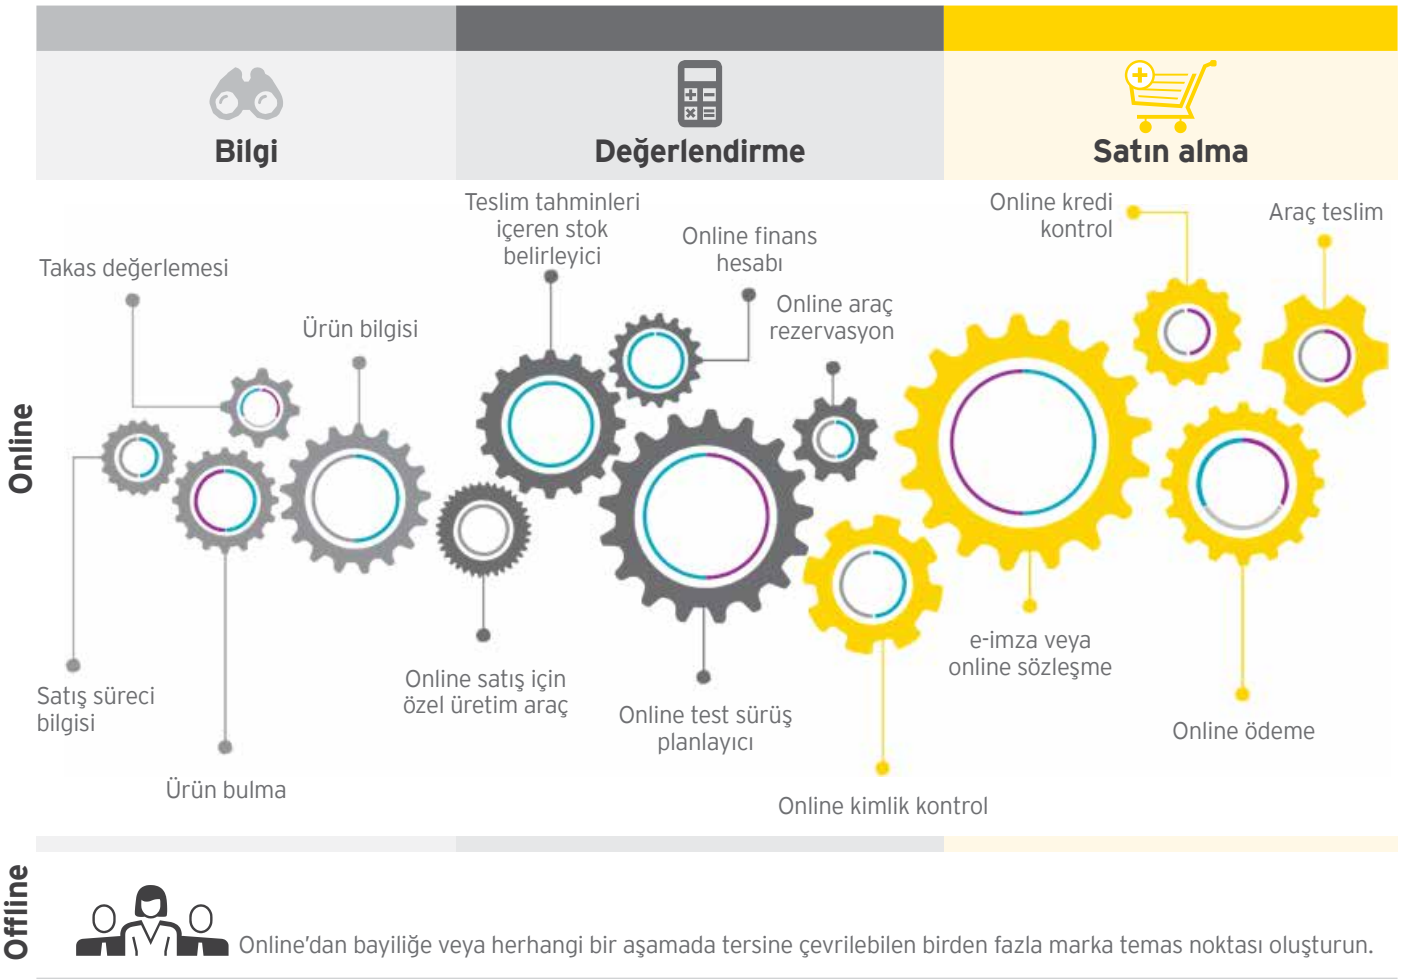 Bilgi
Değerlendirme
Satın alma
Online
Takas değerlemesi
Ürün bilgisi
Satış süreci
bilgisi
Ürün bulma
Teslim tahminleri
içeren stok
belirleyici
Online finans
hesabı
Online araç
rezervasyon
Online satış için
özel üretim araç
Online test sürüş
planlayıcı
Online kredi
kontrol
Araç teslim
e-imza veya
online sözleşme
Online ödeme
Online kimlik kontrol
Offline
Online’dan bayiliğe veya herhangi bir aşamada tersine çevrilebilen birden fazla marka temas noktası oluşturun.